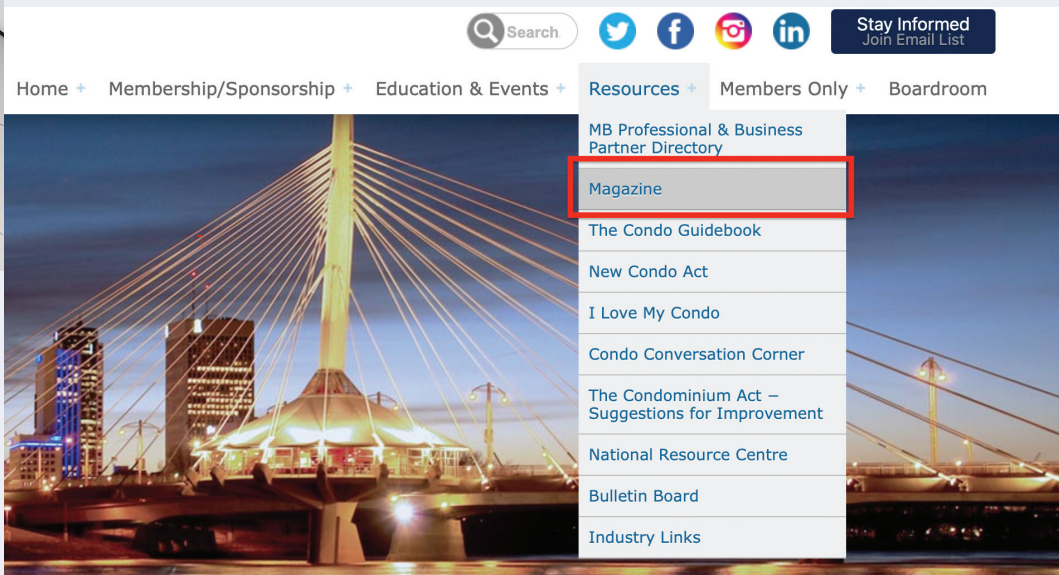 Search
Stay Informed
Join Email List
Home +
Membership/Sponsorship +
Education & Events +
Resources +
Members Only +
Boardroom
MB Professional & Business
Partner Directory
Magazine
The Condo Guidebook
New Condo Act
I Love My Condo
Condo Conversation Corner
The Condominium Act –
Suggestions for Improvement
National Resource Centre
Bulletin Board
Industry Links